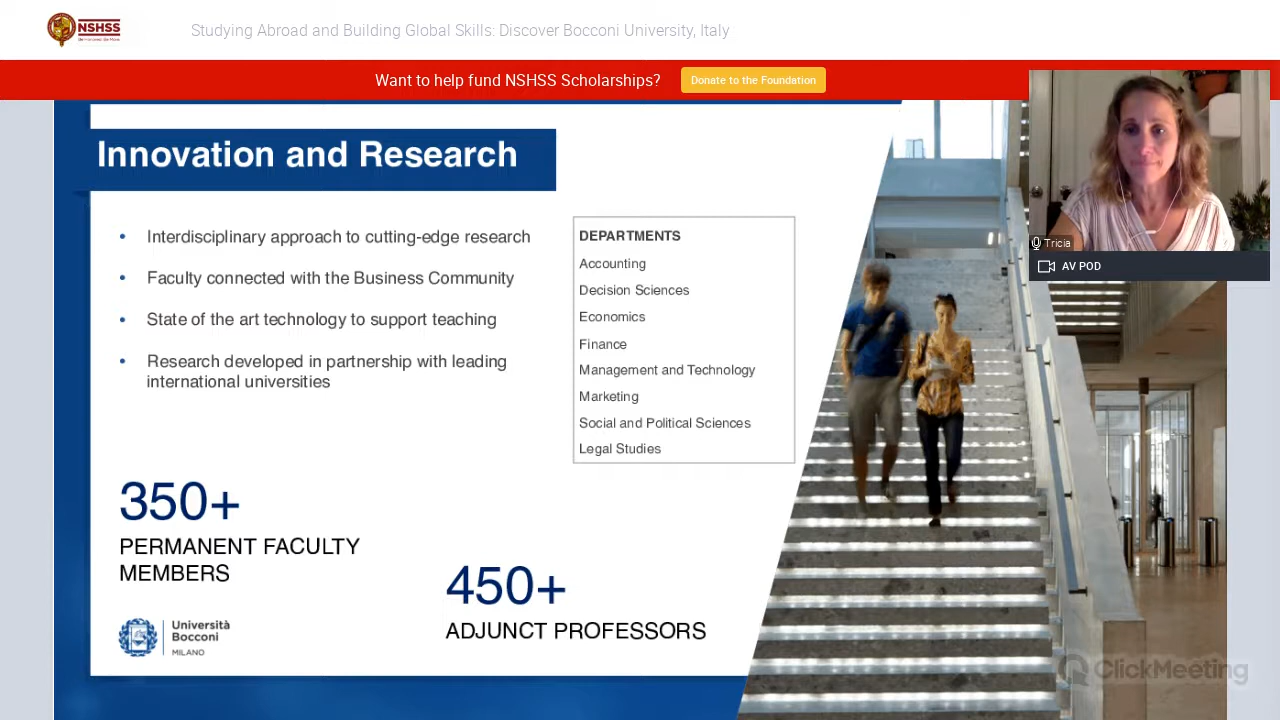 NSHSS
Studying Abroad and Building Global Skills: Discover Bocconi University, Italy
Want to help fund NSHSS Scholarships?
Donate to the Foundation
Tricia
AV POD
Innovation and Research
• Interdisciplinary approach to cutting-edge research
• Faculty connected with the Business Community
• State of the art technology to support teaching
• Research developed in partnership with leading
international universities
DEPARTMENTS
Accounting
Decision Sciences
Economics
Finance
Management and Technology
Marketing
Social and Political Sciences
Legal Studies
350+
PERMANENT FACULTY
MEMBERS
450+
ADJUNCT PROFESSORS
Università
Bocconi
MILANO
ClickMeeting